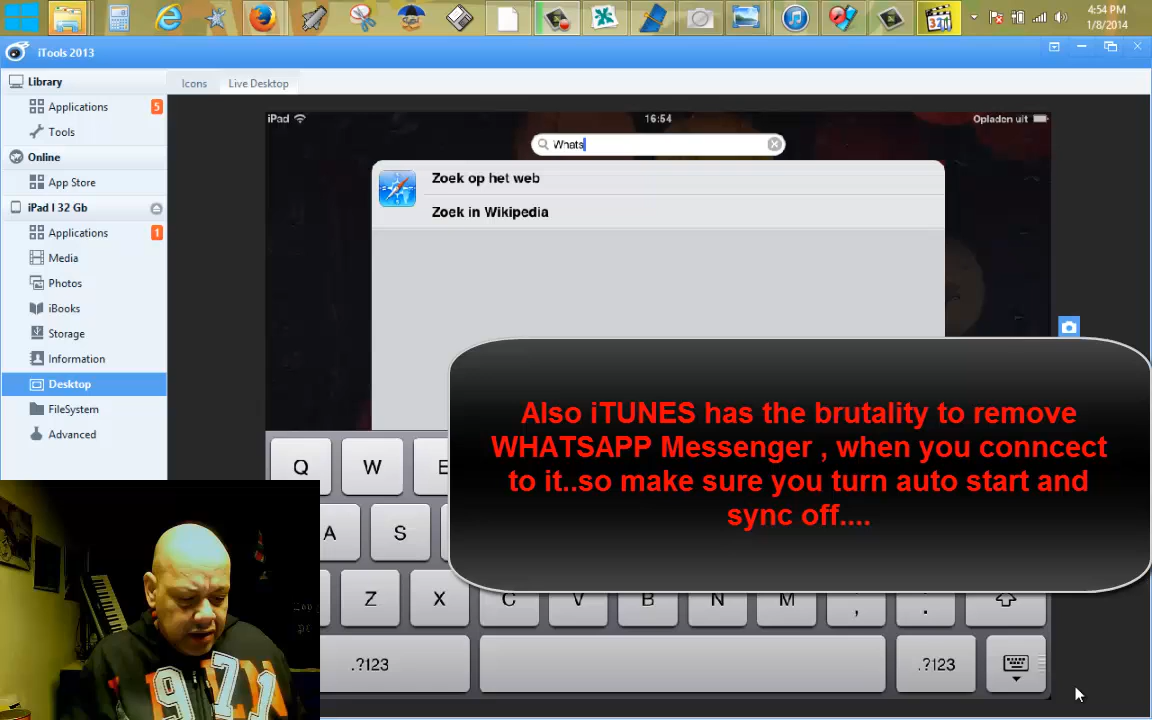 4:54 PM
1/8/2014
iTools 2013
Library
Applications 5
Tools
Online
App Store
iPad I 32 Gb
Applications 1
Media
Photos
iBooks
Storage
Information
Desktop
FileSystem
Advanced
Icons
Live Desktop
iPad
16:54
Opladen uit
Whats
Zoek op het web
Zoek in Wikipedia
Also iTUNES has the brutality to remove
WHATSAPP Messenger , when you conncect
to it..so make sure you turn auto start and
sync off....
Q W E
A S
Z X C V B N M , .
.?123 .?123
971